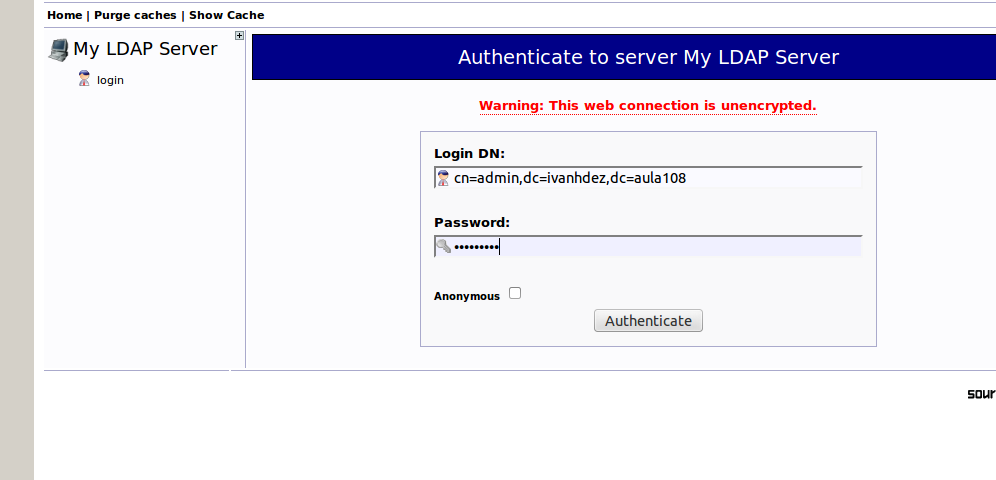 Home | Purge caches | Show Cache
My LDAP Server
login
Authenticate to server My LDAP Server
Warning: This web connection is unencrypted.
Login DN:
cn=admin,dc=ivanhdez,dc=aula108
Password:
•••••••••
Anonymous
Authenticate
sour